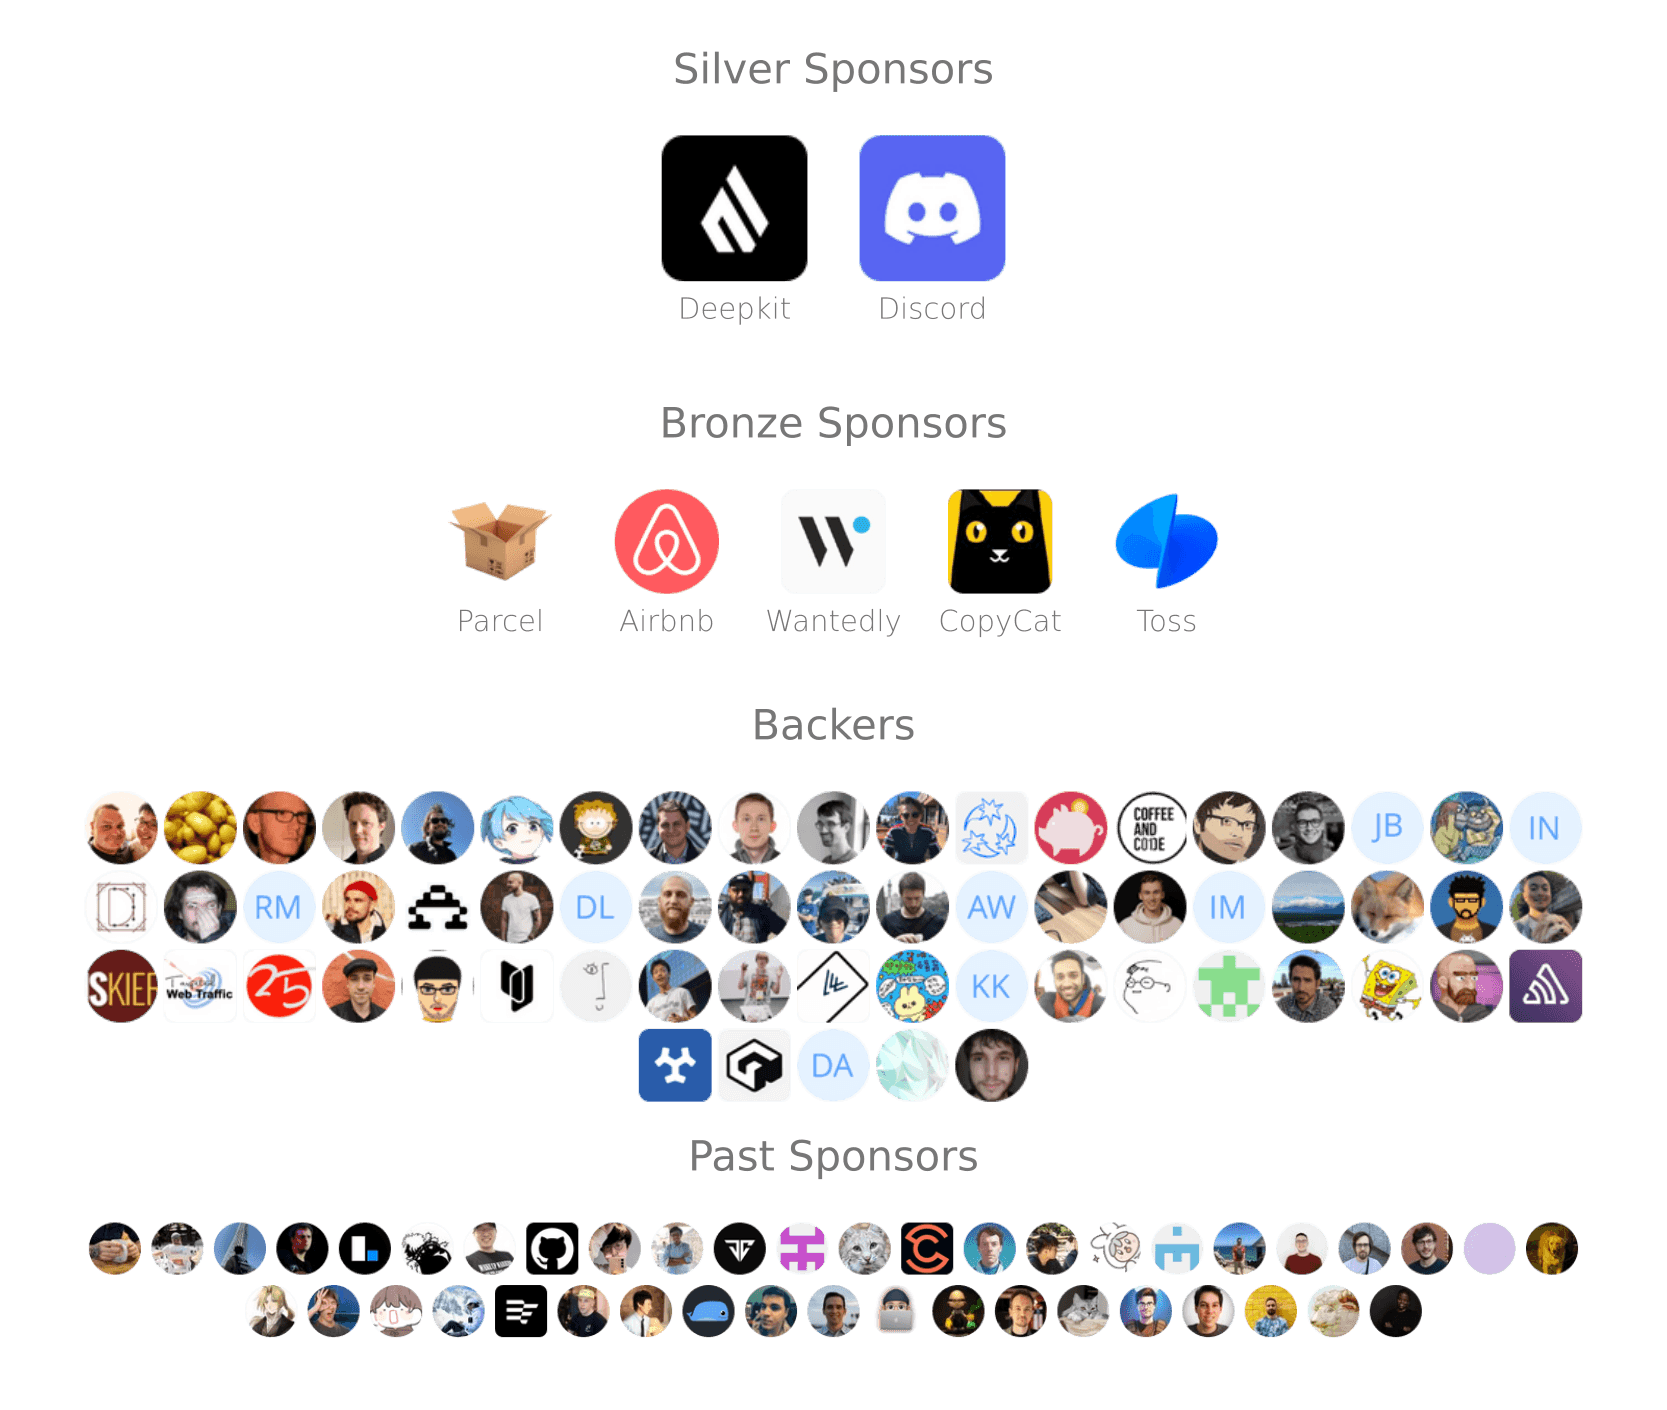 Silver Sponsors
Deepkit Discord
Bronze Sponsors
Parcel Airbnb Wantedly CopyCat Toss
Backers
COFFEE
AND
CODE
JB IN
RM DL AW IM
SKIEF
Web Traffic
25
KK
DA
Past Sponsors